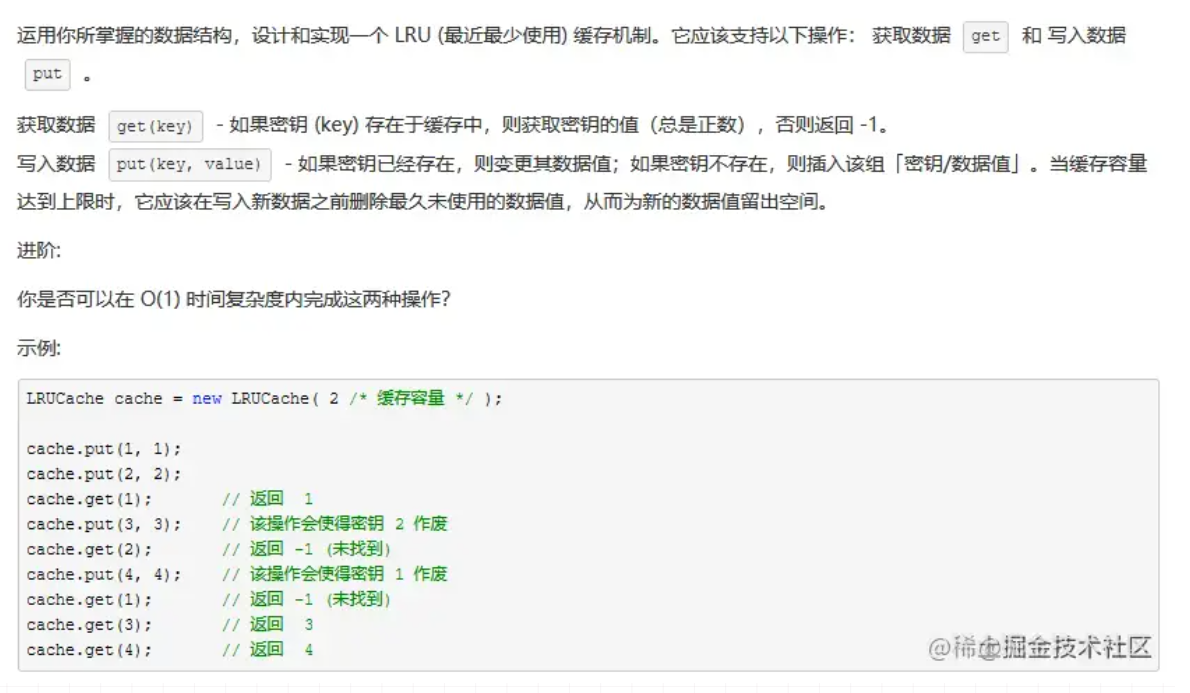 运用你所掌握的数据结构，设计和实现一个 LRU (最近最少使用) 缓存机制。它应该支持以下操作： 获取数据 get 和 写入数据
put 。
获取数据 get(key) - 如果密钥 (key) 存在于缓存中，则获取密钥的值（总是正数），否则返回 -1。
写入数据 put(key, value) - 如果密钥已经存在，则变更其数据值；如果密钥不存在，则插入该组「密钥/数据值」。当缓存容量
达到上限时，它应该在写入新数据之前删除最久未使用的数据值，从而为新的数据值留出空间。
进阶:
你是否可以在 O(1) 时间复杂度内完成这两种操作？
示例:
LRUCache cache = new LRUCache( 2 /* 缓存容量 */ );
cache.put(1, 1);
cache.put(2, 2);
cache.get(1);       // 返回  1
cache.put(3, 3);    // 该操作会使得密钥 2 作废
cache.get(2);       // 返回 -1 (未找到)
cache.put(4, 4);    // 该操作会使得密钥 1 作废
cache.get(1);       // 返回 -1 (未找到)
cache.get(3);       // 返回  3
cache.get(4);       // 返回  4
@稀土掘金技术社区